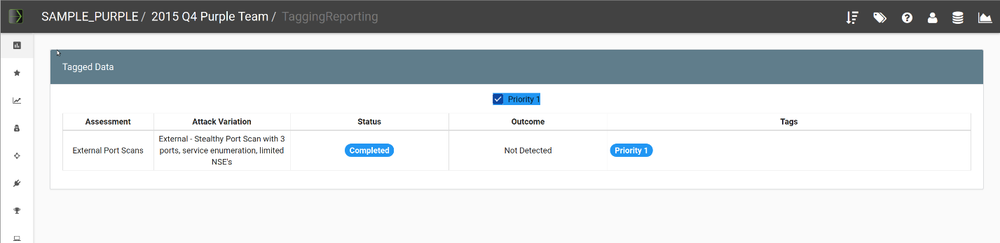 SAMPLE_PURPLE / 2015 Q4 Purple Team / TaggingReporting
Tagged Data
Priority 1
Assessment Attack Variation Status Outcome Tags
External Port Scans
External - Stealthy Port Scan with 3
ports, service enumeration, limited
NSE's
Completed
Not Detected
Priority 1